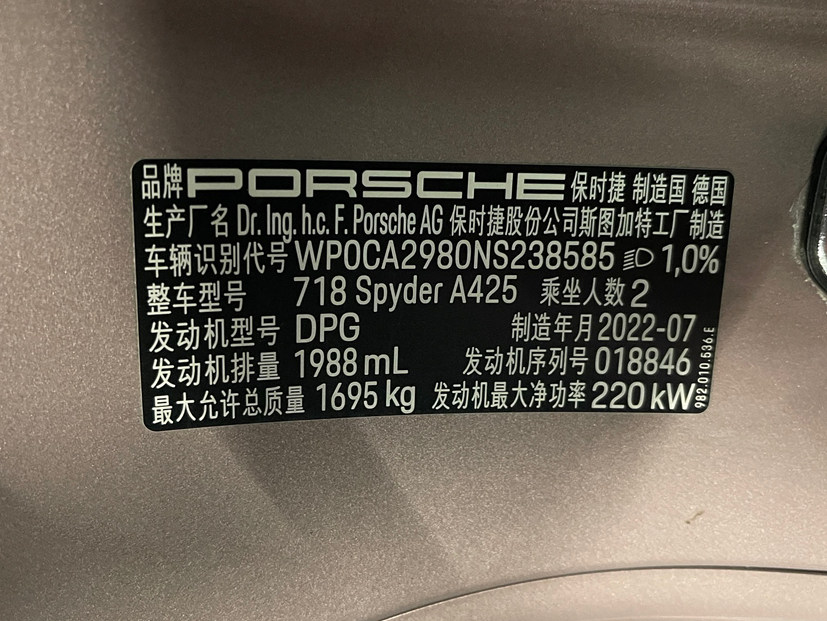 品牌 PORSCHE 保时捷 制造国 德国
生产厂名 Dr. Ing. h.c. F. Porsche AG 保时捷股份公司斯图加特工厂制造
车辆识别代号 WP0CA2980NS238585 1,0%
整车型号 718 Spyder A425 乘坐人数 2
发动机型号 DPG 制造年月 2022-07
发动机排量 1988 mL 发动机序列号 018846
最大允许总质量 1695 kg 发动机最大净功率 220 kW
982.010.536.E